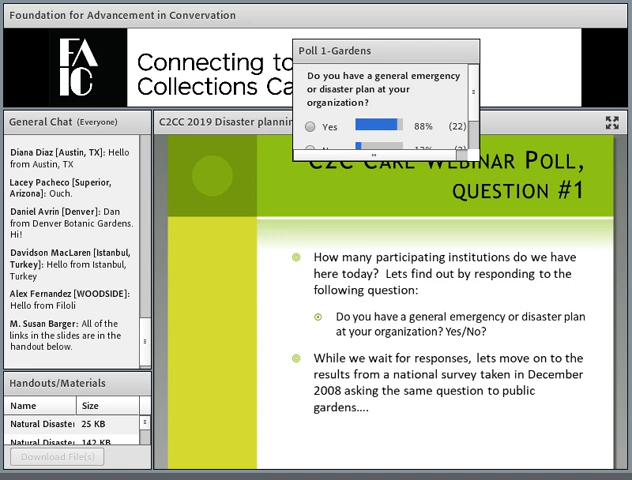 Foundation for Advancement in Convervation
FA
IC
Connecting to
Collections Ca
Poll 1-Gardens
Do you have a general emergency
or disaster plan at your
organization?
Yes 88% (22)
General Chat (Everyone)
Diana Diaz [Austin, TX]: Hello
from Austin, TX
Lacey Pacheco [Superior,
Arizona]: Ouch.
Daniel Avrin [Denver]: Dan
from Denver Botanic Gardens.
Hi!
Davidson MacLaren [Istanbul,
Turkey]: Hello from Istanbul,
Turkey
Alex Fernandez [WOODSIDE]:
Hello from Filoli
M. Susan Barger: All of the
links in the slides are in the
handout below.
Handouts/Materials
Name Size
Natural Disaster 25 KB
Natural Disaster 142 KB
Download File(s)
C2CC 2019 Disaster plannin
C2C Care Webinar Poll,
question #1
How many participating institutions do we have
here today? Lets find out by responding to the
following question:
Do you have a general emergency or disaster plan
at your organization? Yes/No?
While we wait for responses, lets move on to the
results from a national survey taken in December
2008 asking the same question to public
gardens....